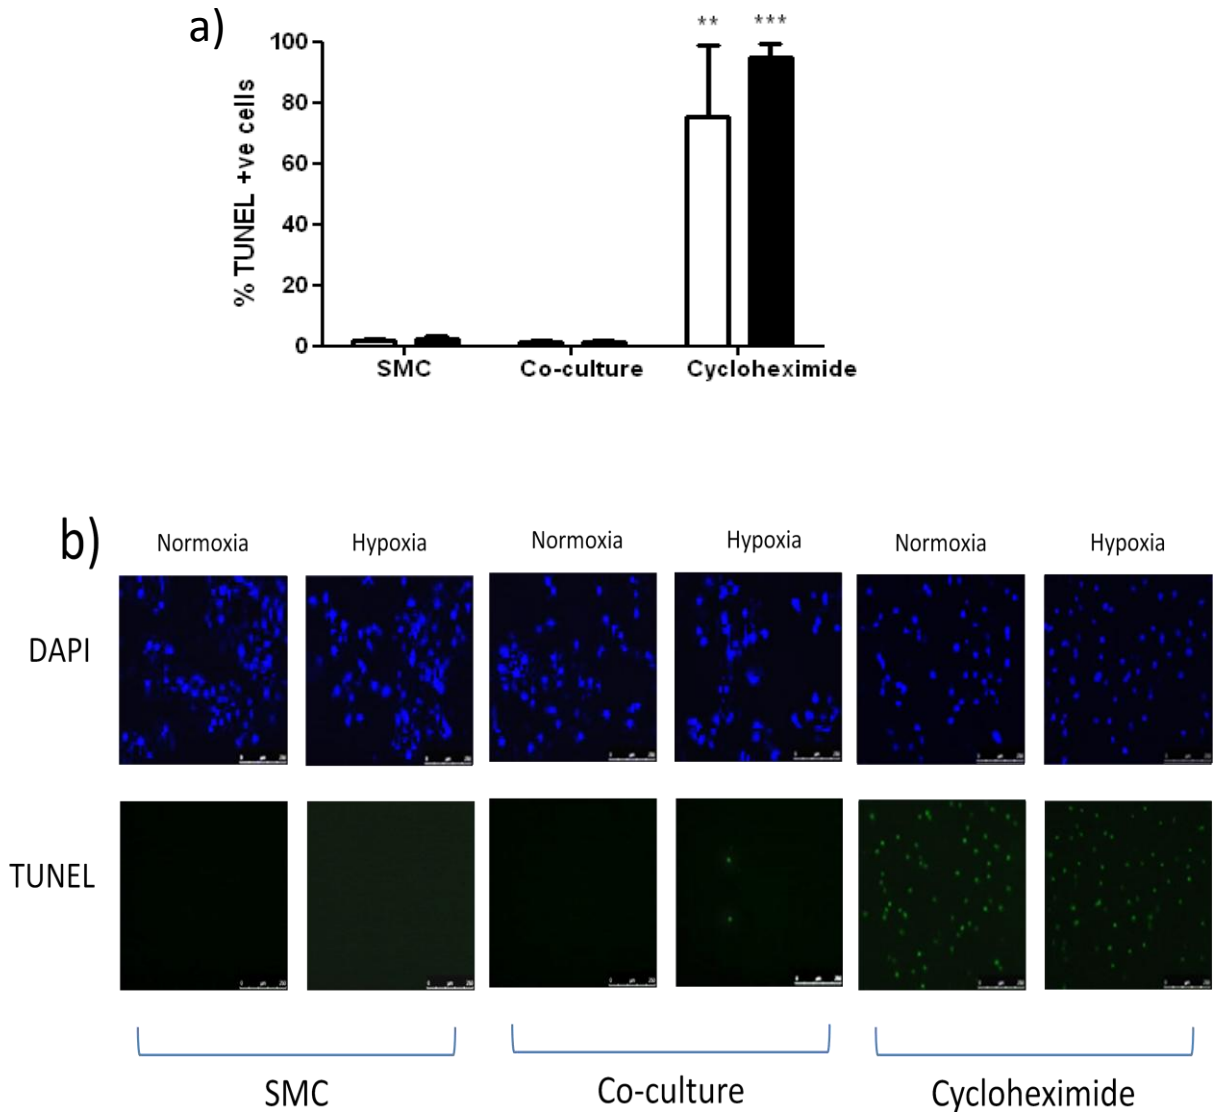 a)
** ***
100
80
60
40
20
0
% TUNEL +ve cells
SMC Co-culture Cycloheximide
b)
Normoxia Hypoxia Normoxia Hypoxia Normoxia Hypoxia
DAPI
TUNEL
SMC Co-culture Cycloheximide